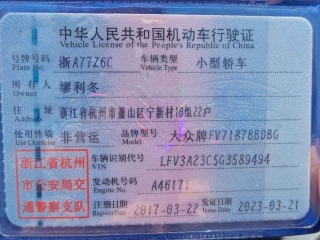 中华人民共和国机动车行驶证
Vehicle License of the People's Republic of China
号牌号码 浙A77Z6C 车辆类型 小型轿车
Plate No. Vehicle Type
所有人 缪利冬
Owner
住址 浙江省杭州市萧山区宁新村10组22户
Address
使用性质 非营运 品牌型号 大众牌FV7187BBDBG
Use Character Model
浙江省杭州
市公安局交
通警察支队
车辆识别代号 LFV3A23C5G3589494
VIN
发动机号码 A46171
Engine No.
注册日期 2017-03-22 发证日期 2023-03-21
Register Date Issue Date